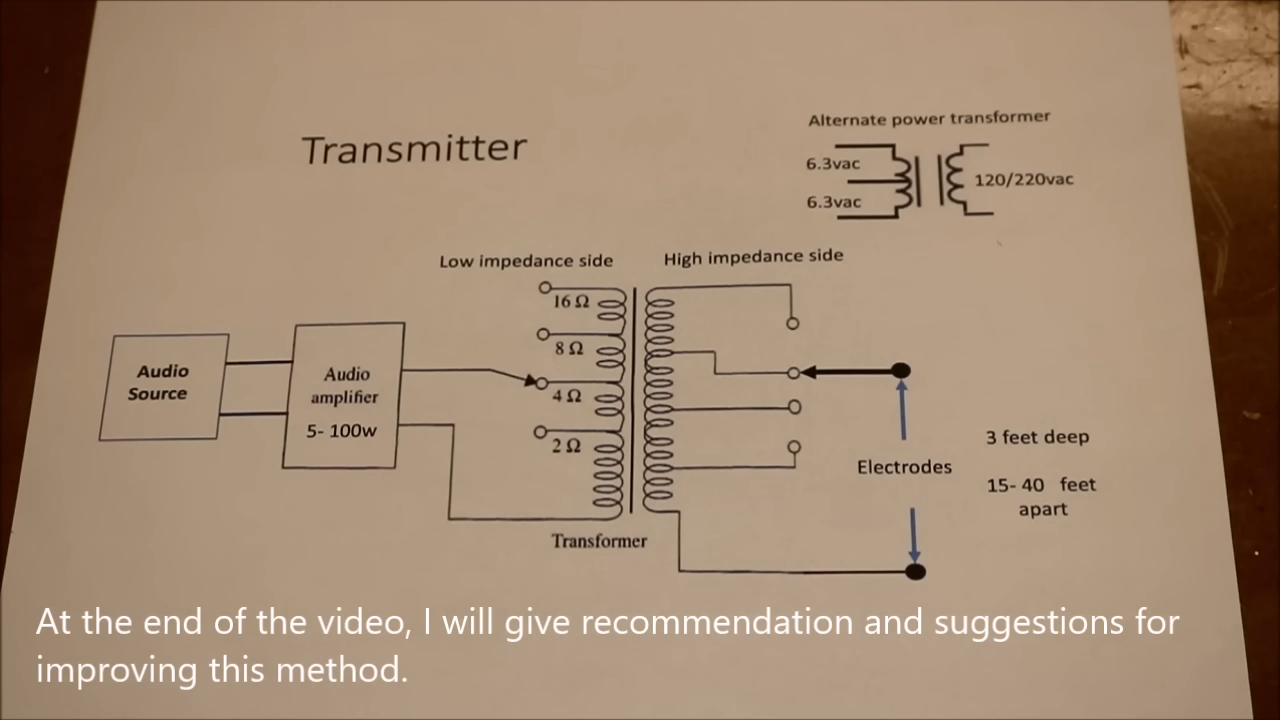 Transmitter
Alternate power transformer
6.3vac
6.3vac
120/220vac
Low impedance side
High impedance side
16 Ω
8 Ω
4 Ω
2 Ω
Audio
Source
Audio
amplifier
5- 100w
Transformer
Electrodes
3 feet deep
15- 40 feet
apart
At the end of the video, I will give recommendation and suggestions for
improving this method.